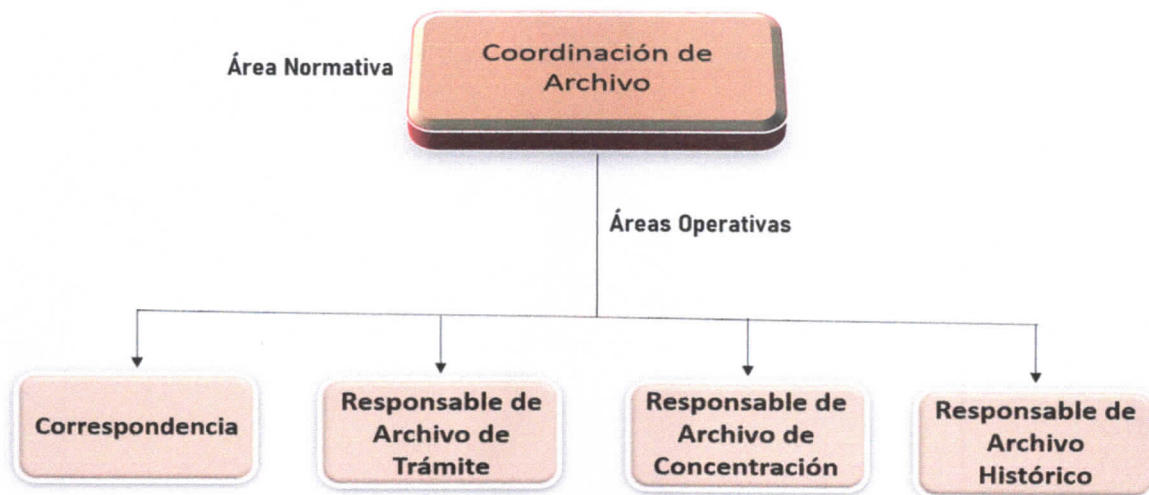 Área Normativa
Coordinación de
Archivo
Áreas Operativas
Correspondencia
Responsable de
Archivo de
Trámite
Responsable de
Archivo de
Concentración
Responsable de
Archivo
Histórico